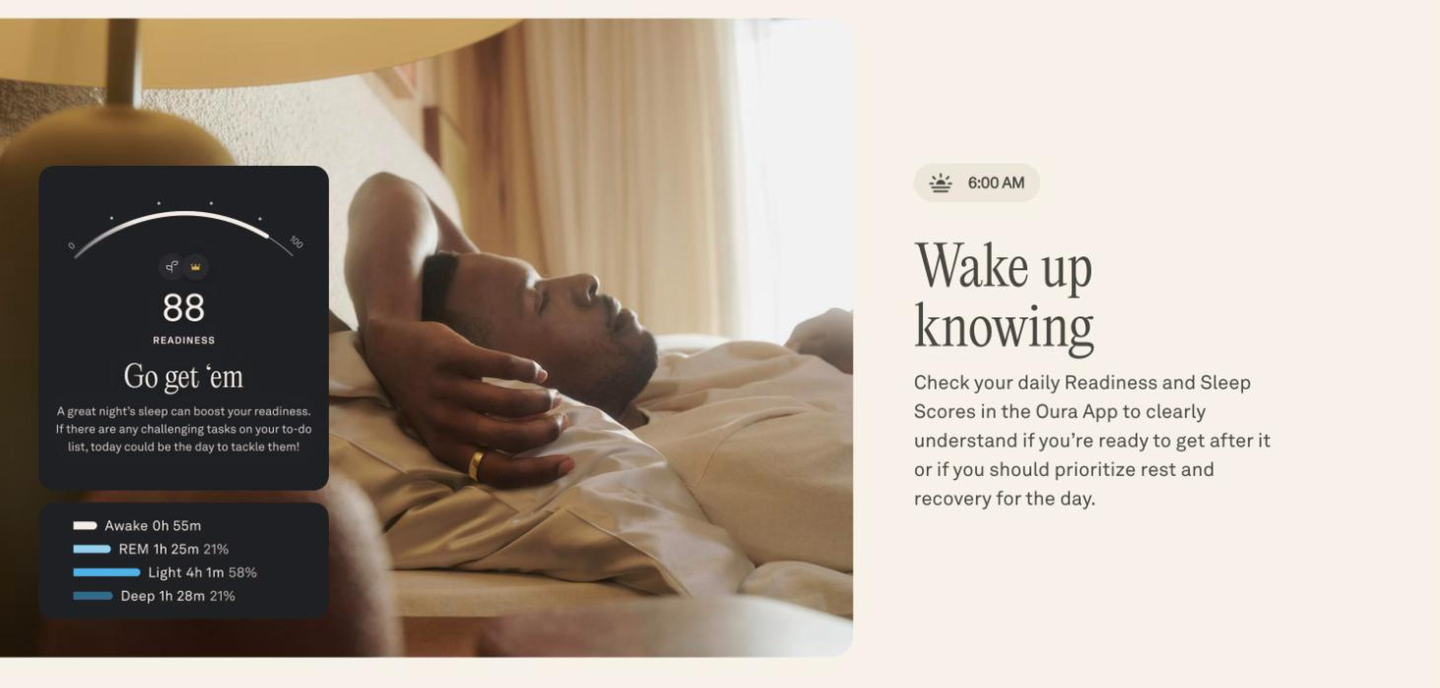 0
100
88
READINESS
Go get ‘em
A great night’s sleep can boost your readiness.
If there are any challenging tasks on your to-do
list, today could be the day to tackle them!
Awake 0h 55m
REM 1h 25m 21%
Light 4h 1m 58%
Deep 1h 28m 21%
6:00 AM
Wake up
knowing
Check your daily Readiness and Sleep
Scores in the Oura App to clearly
understand if you’re ready to get after it
or if you should prioritize rest and
recovery for the day.